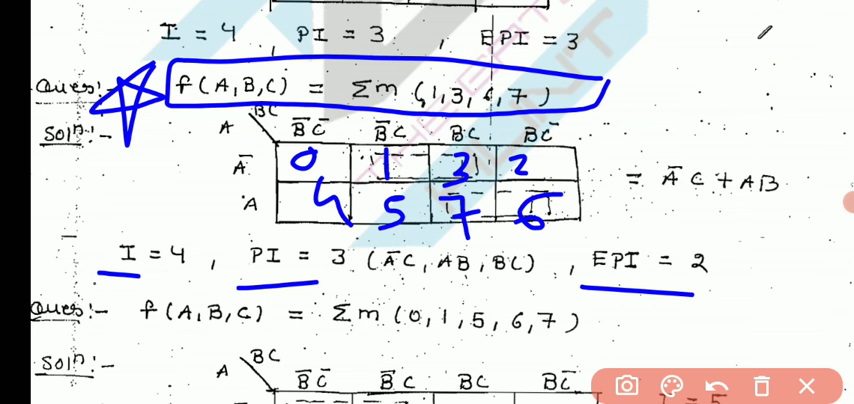 I = 4 , PI = 3 , EPI = 3
Ques:- f(A,B,C) = Σm (1,3,6,7)
Soln:- A BC B̅C̅ B̅C BC BC̅
A̅ 0 1 3 2 = A̅C + AB
A 4 5 7 6
I = 4 , PI = 3 (A̅C, AB, BC) , EPI = 2
Ques:- f(A,B,C) = Σm (0,1,5,6,7)
Soln:- A BC B̅C̅ B̅C BC BC̅
I = 5